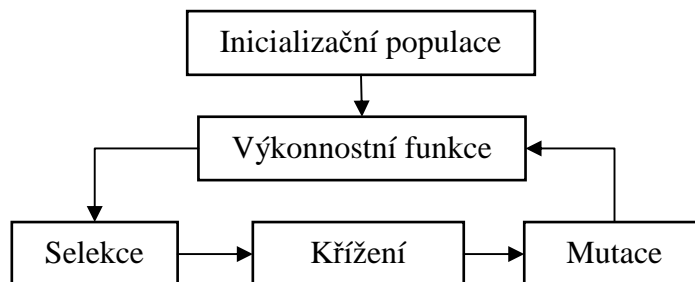 Inicializační populace
Výkonnostní funkce
Selekce
Křížení
Mutace